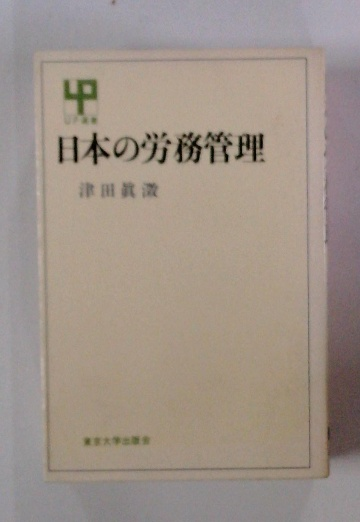 UP選書
日本の労務管理
津田眞澂
東京大学出版会